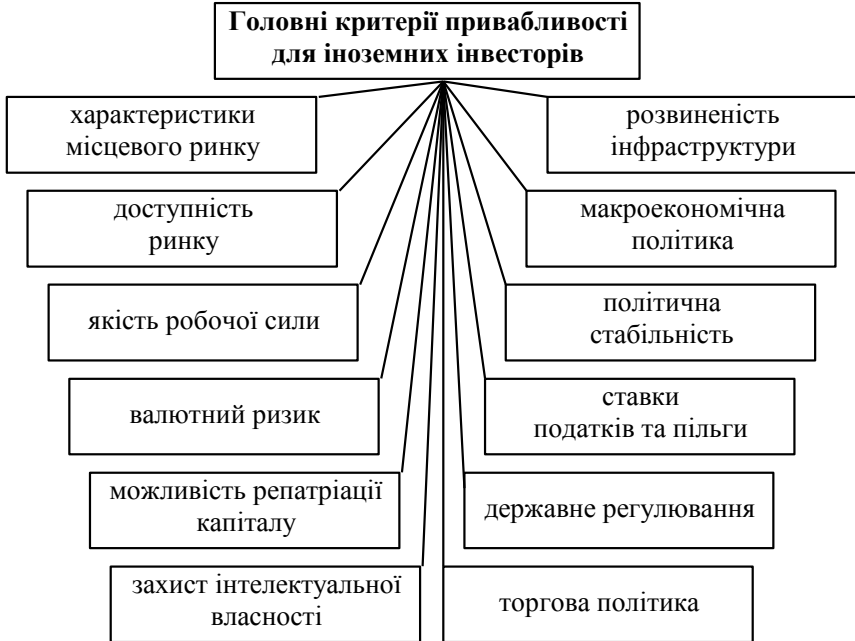 Головні критерії привабливості
для іноземних інвесторів
характеристики
місцевого ринку
розвиненість
інфраструктури
доступність
ринку
макроекономічна
політика
якість робочої сили
політична
стабільність
валютний ризик
ставки
податків та пільги
можливість репатріації
капіталу
державне регулювання
захист інтелектуальної
власності
торгова політика